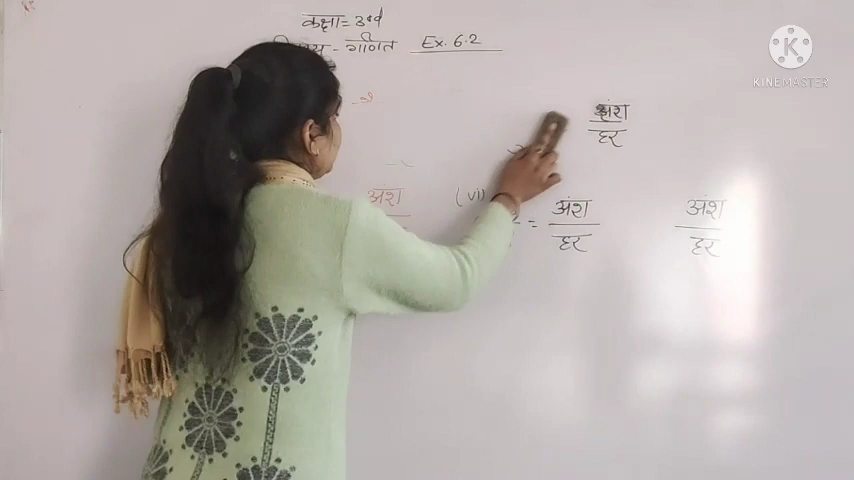 कक्षा = 3rd
विषय - गणित Ex. 6.2
अंश
हर
अंश (vi) = अंश अंश
हर हर
KINEMASTER